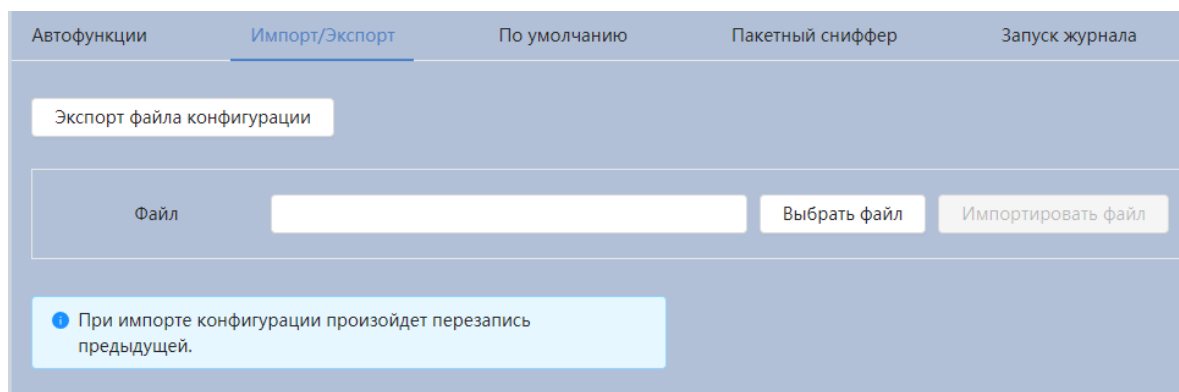 Автофункции Импорт/Экспорт По умолчанию Пакетный сниффер Запуск журнала
Экспорт файла конфигурации
Файл Выбрать файл Импортировать файл
При импорте конфигурации произойдет перезапись
предыдущей.